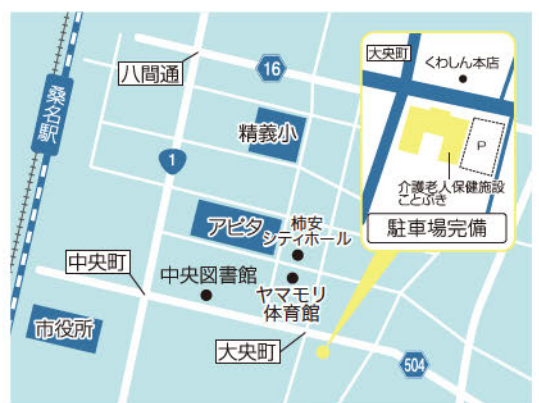 八間通
16
桑名駅
精義小
1
アピタ
柿安
シティホール
中央町
中央図書館
ヤマモリ
体育館
市役所
大央町
504
大央町
くわしん本店
P
介護老人保健施設
ことぶき
駐車場完備